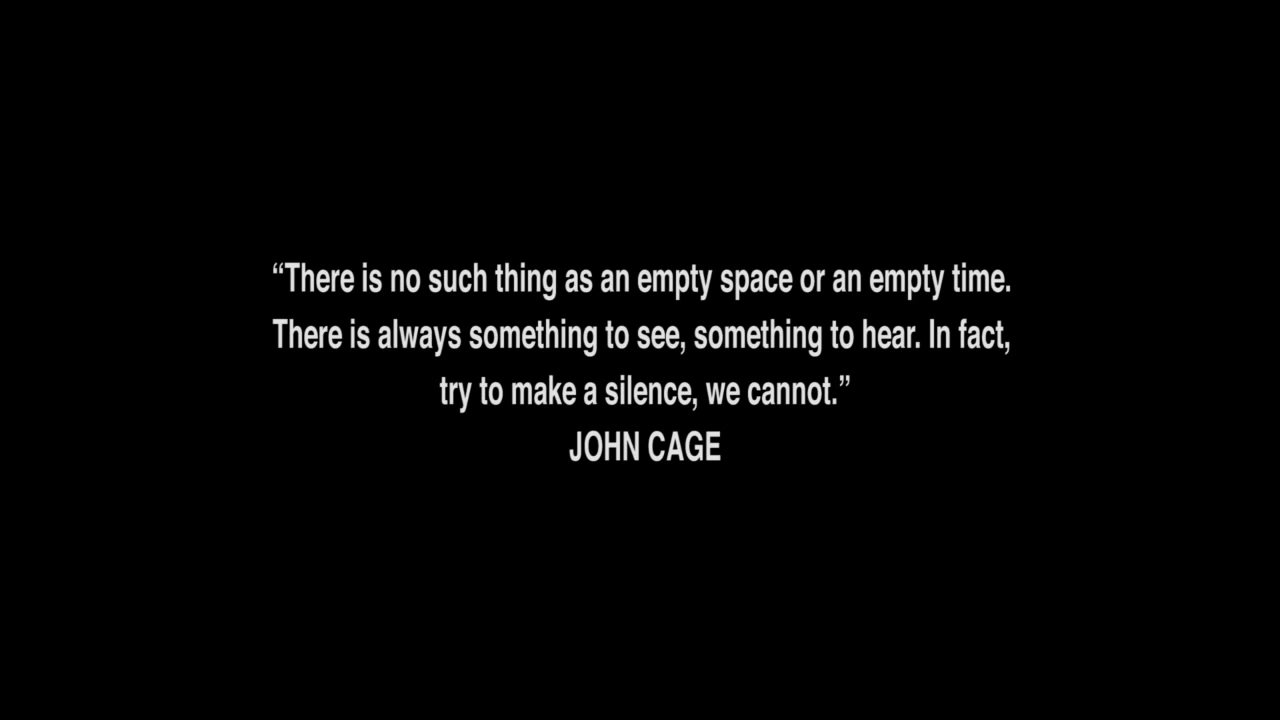 “There is no such thing as an empty space or an empty time.
There is always something to see, something to hear. In fact,
try to make a silence, we cannot.”
JOHN CAGE